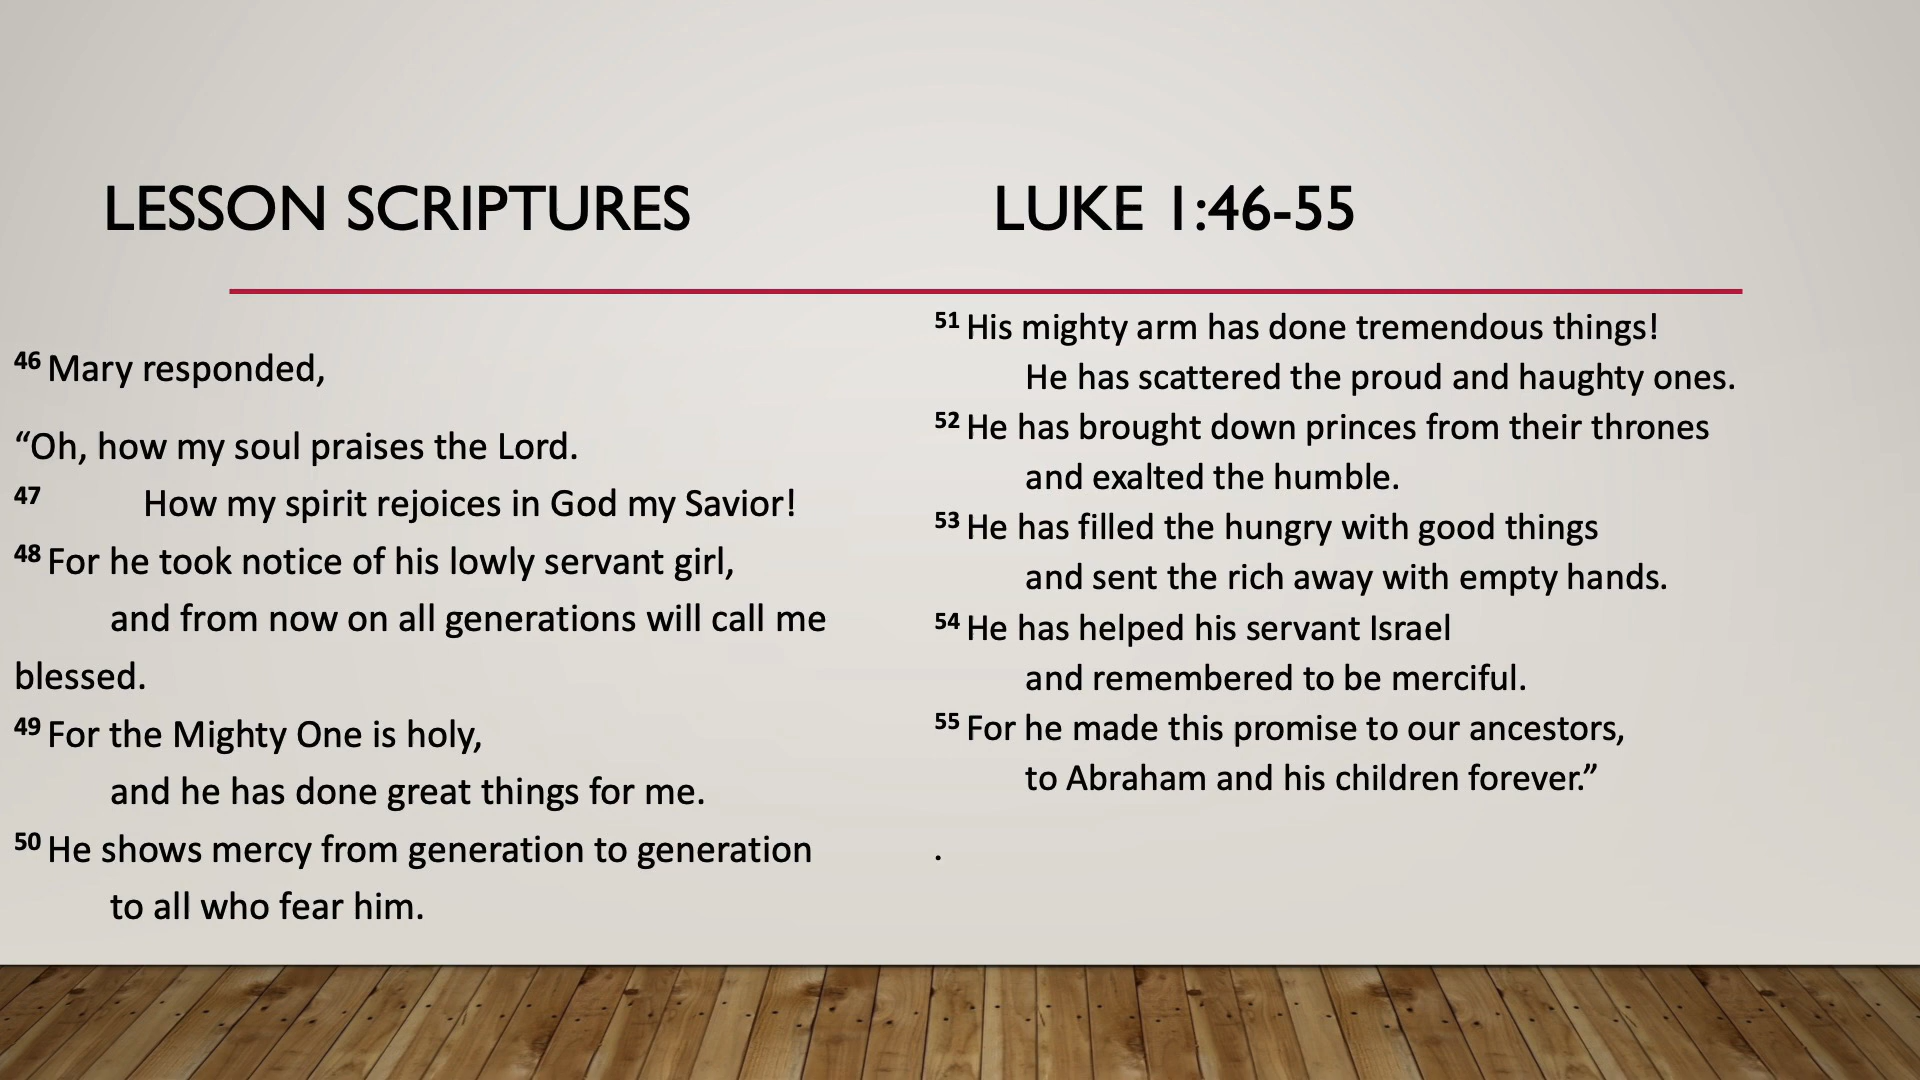 LESSON SCRIPTURES LUKE 1:46-55
46 Mary responded,
“Oh, how my soul praises the Lord.
47 How my spirit rejoices in God my Savior!
48 For he took notice of his lowly servant girl,
and from now on all generations will call me
blessed.
49 For the Mighty One is holy,
and he has done great things for me.
50 He shows mercy from generation to generation
to all who fear him.
51 His mighty arm has done tremendous things!
He has scattered the proud and haughty ones.
52 He has brought down princes from their thrones
and exalted the humble.
53 He has filled the hungry with good things
and sent the rich away with empty hands.
54 He has helped his servant Israel
and remembered to be merciful.
55 For he made this promise to our ancestors,
to Abraham and his children forever.”
.